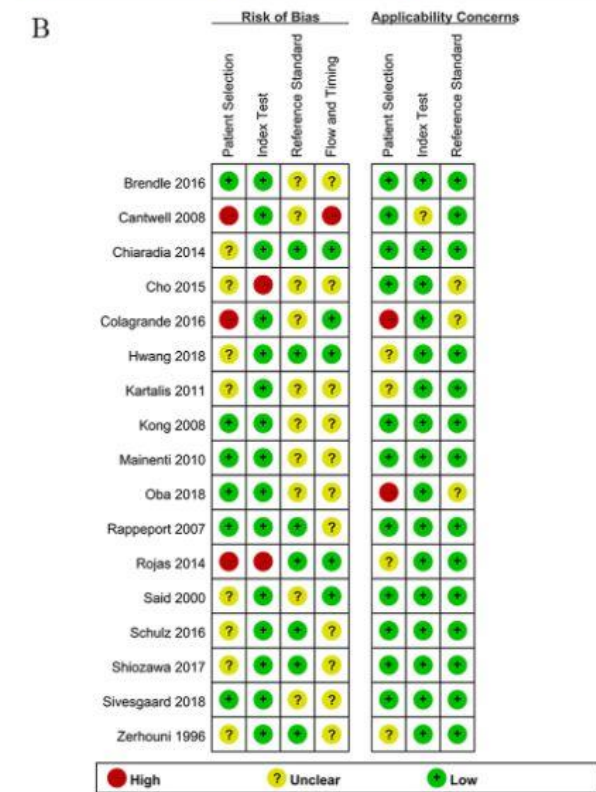 B
Risk of Bias
Applicability Concerns
Patient Selection
Index Test
Reference Standard
Flow and Timing
Patient Selection
Index Test
Reference Standard
Brendle 2016 + + ? ? + + +
Cantwell 2008 + ? + ? +
Chiaradia 2014 ? + + + + + +
Cho 2015 ? ? ? + + ?
Colagrande 2016 + ? + + ?
Hwang 2018 ? + + + ? + +
Kartalis 2011 ? + ? ? ? + +
Kong 2008 + + ? ? + + +
Mainenti 2010 + + ? ? + + +
Oba 2018 + + ? ? + ?
Rappeport 2007 + + + ? + + +
Rojas 2014 + + ? + +
Said 2000 ? + ? + + + +
Schulz 2016 ? + + ? + + +
Shiozawa 2017 ? + + ? + + +
Sivesgaard 2018 + + ? ? + + +
Zerhouni 1996 ? + + ? ? + +
High ? Unclear + Low